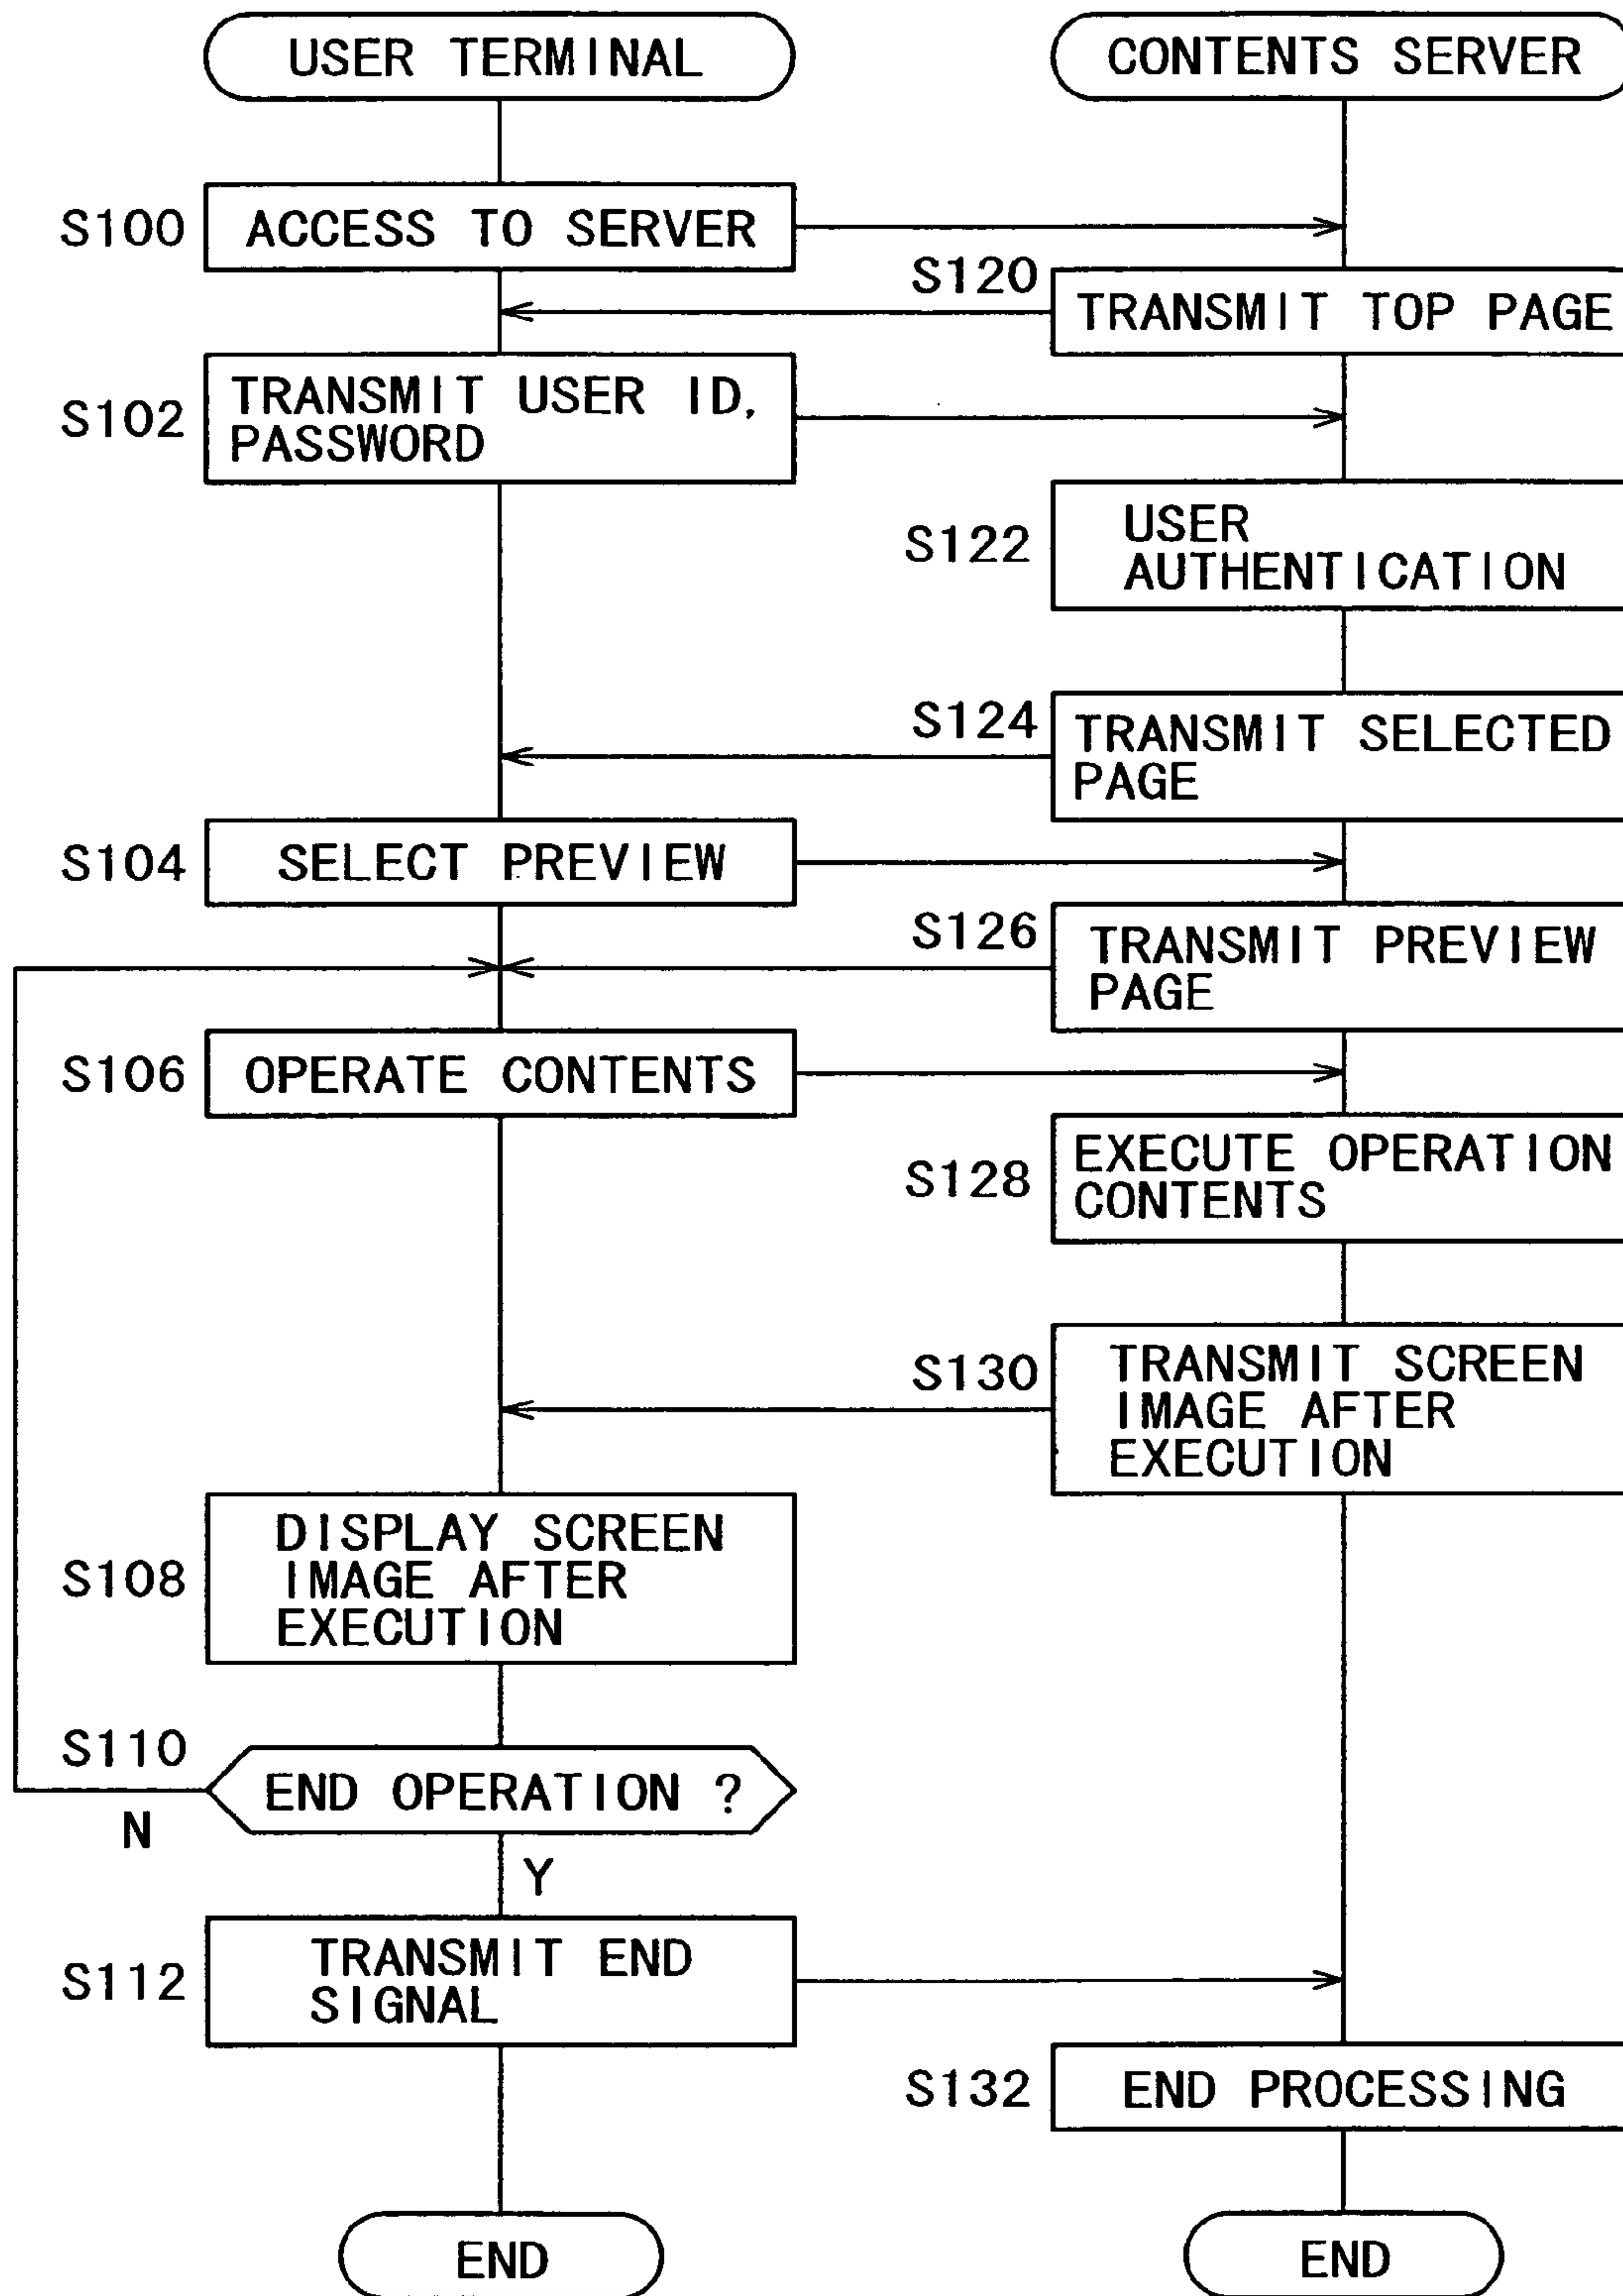 USER TERMINAL
CONTENTS SERVER
S100
ACCESS TO SERVER
S120
TRANSMIT TOP PAGE
S102
TRANSMIT USER ID,
PASSWORD
S122
USER
AUTHENTICATION
S124
TRANSMIT SELECTED
PAGE
S104
SELECT PREVIEW
S126
TRANSMIT PREVIEW
PAGE
S106
OPERATE CONTENTS
S128
EXECUTE OPERATION
CONTENTS
S130
TRANSMIT SCREEN
IMAGE AFTER
EXECUTION
S108
DISPLAY SCREEN
IMAGE AFTER
EXECUTION
S110
END OPERATION ?
N
Y
S112
TRANSMIT END
SIGNAL
S132
END PROCESSING
END
END